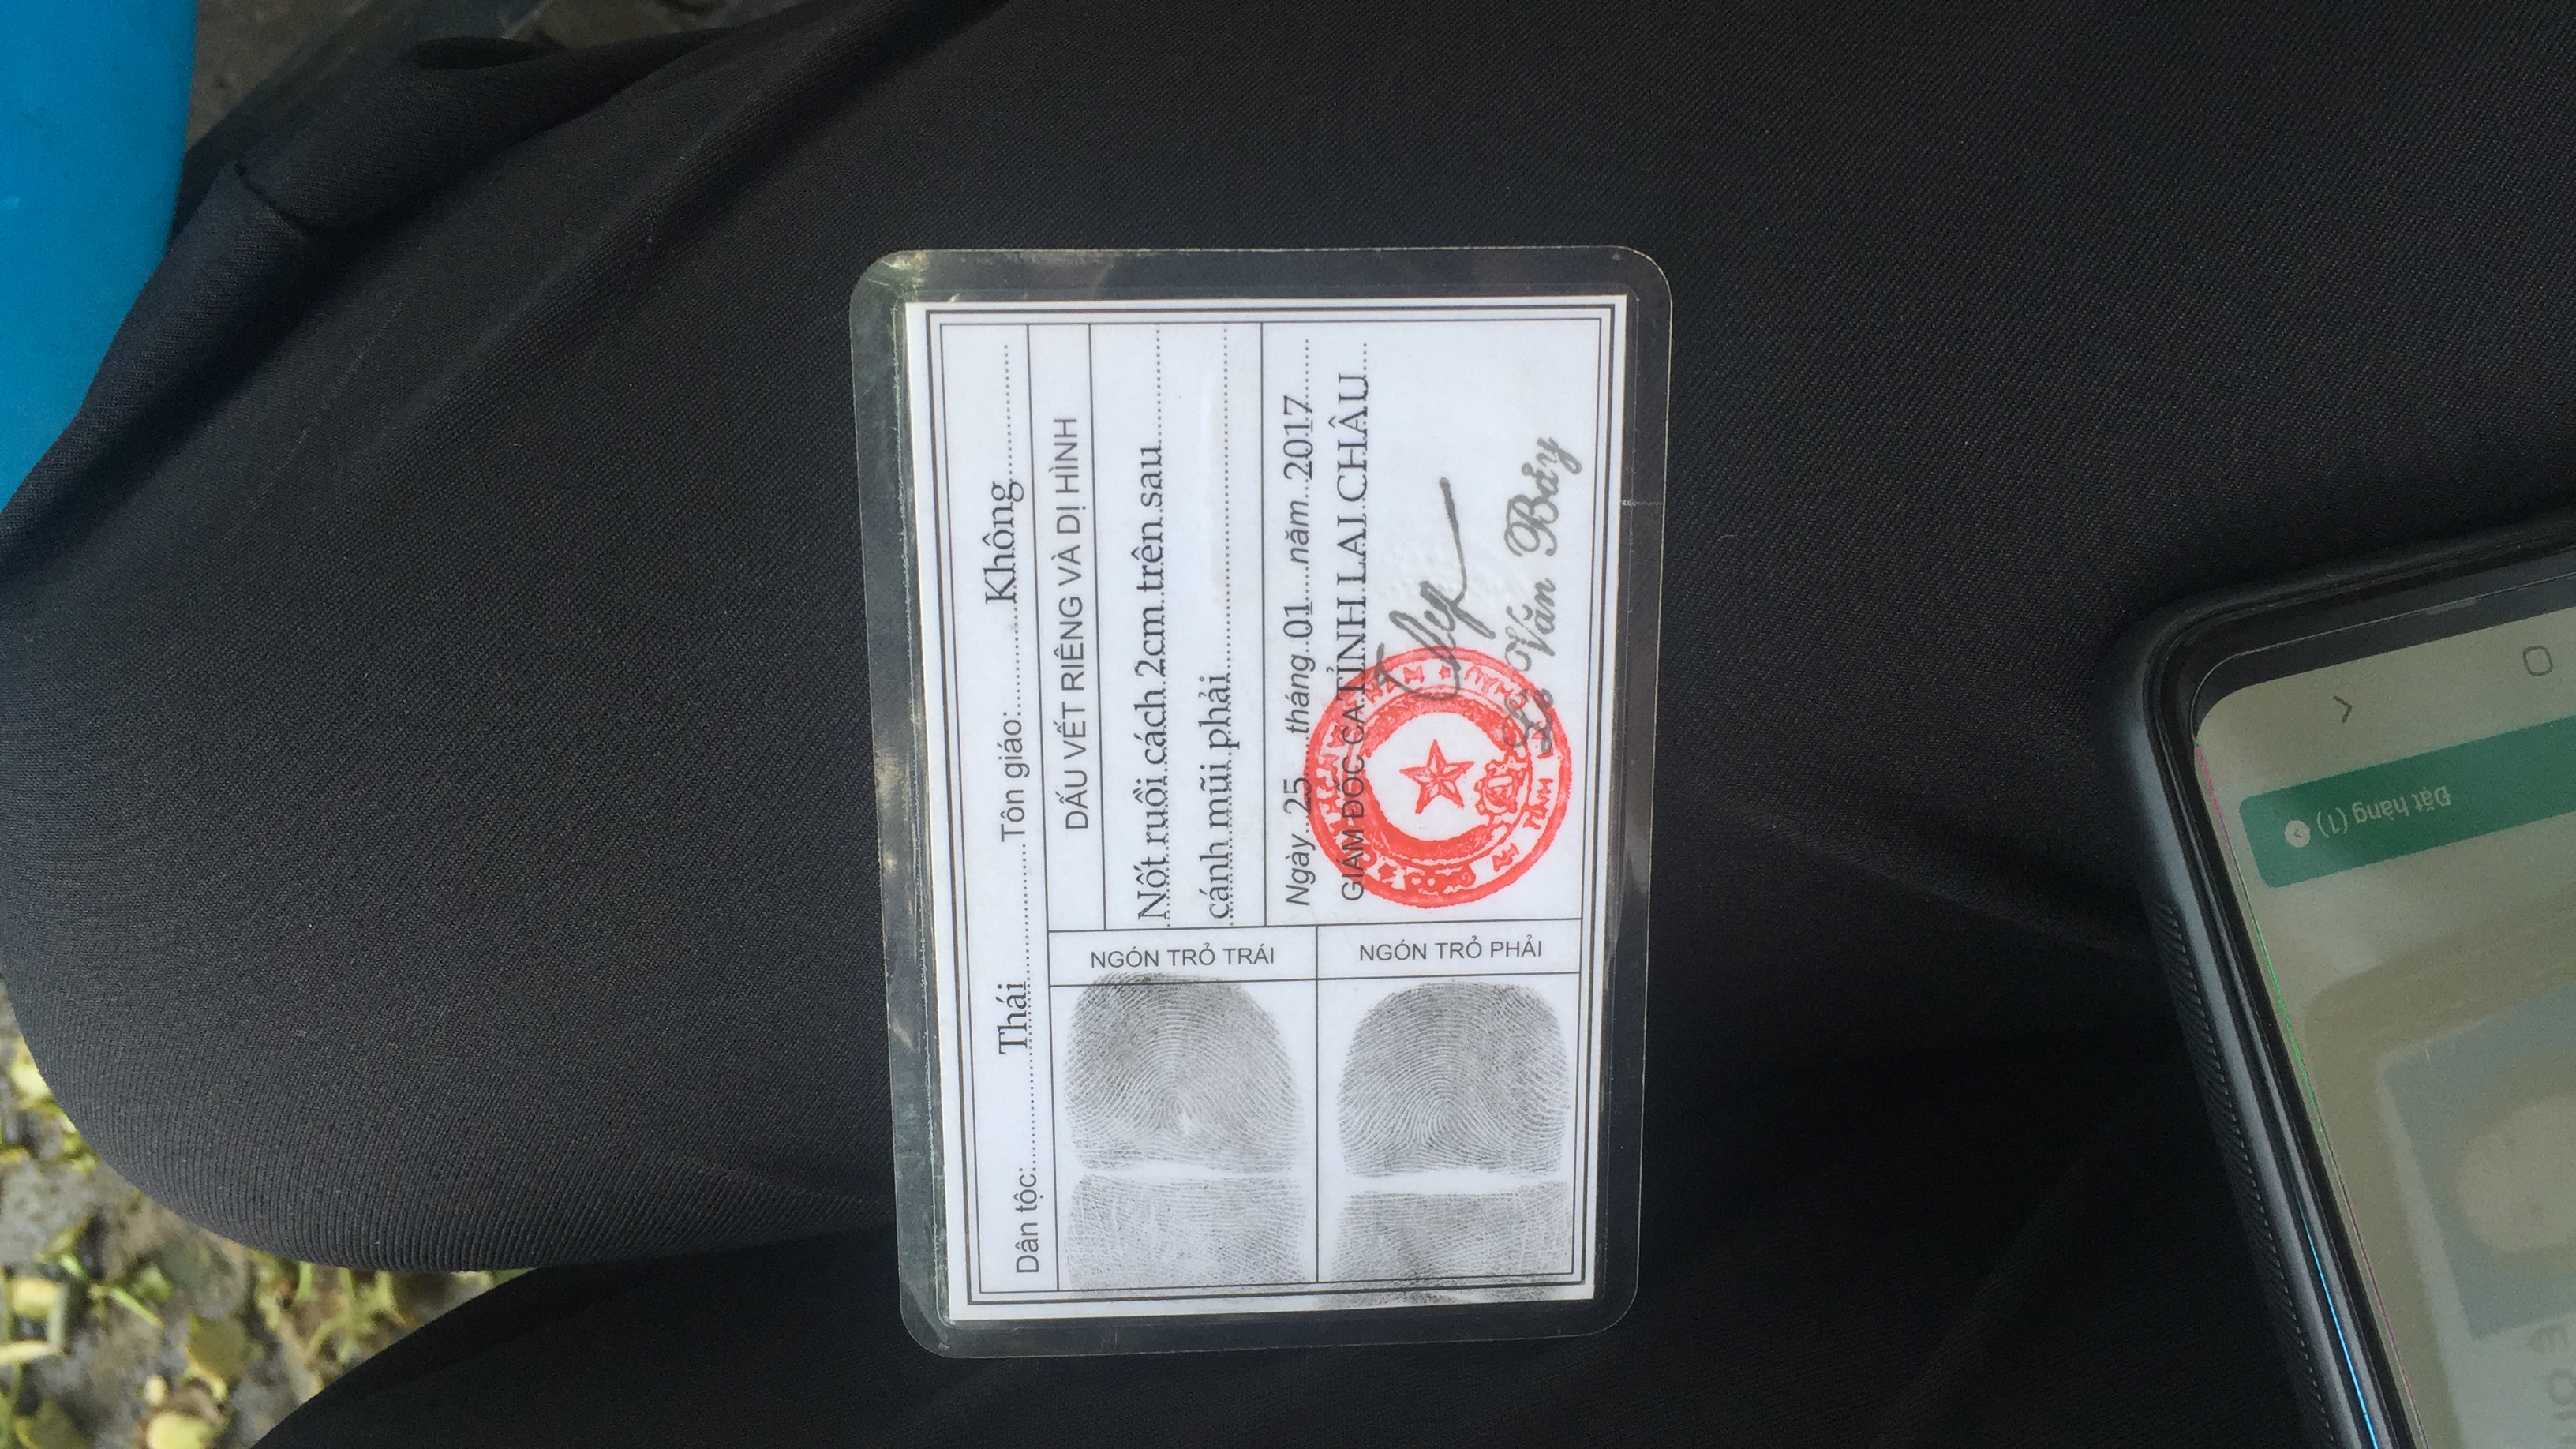 Dân tộc: Thái Tôn giáo: Không
NGÓN TRỎ TRÁI
DẤU VẾT RIÊNG VÀ DỊ HÌNH
Nốt ruồi cách 2cm trên sau
cánh mũi phải
Ngày 25 tháng 01 năm 2017
GIÁM ĐỐC CA TỈNH LAI CHÂU
NGÓN TRỎ PHẢI
Lê Văn Bảy
Đặt hàng (1)